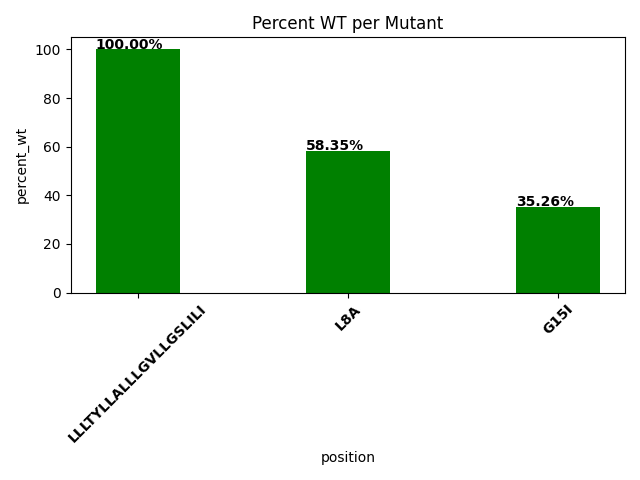 Percent WT per Mutant
percent_wt
100
80
60
40
20
0
100.00%
58.35%
35.26%
LLLTYLLALLLGVLLGSLILI
L8A
G15I
position